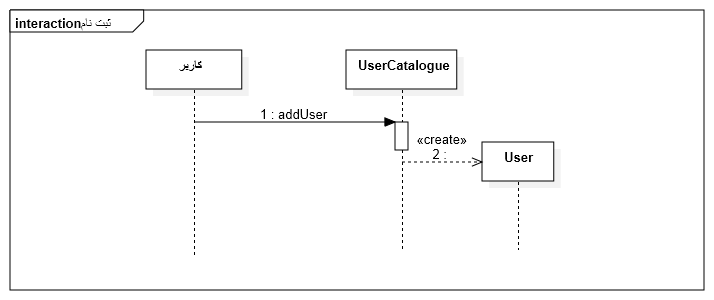 interaction ثبت نام
کاربر
UserCatalogue
1 : addUser
«create»
2 :
User